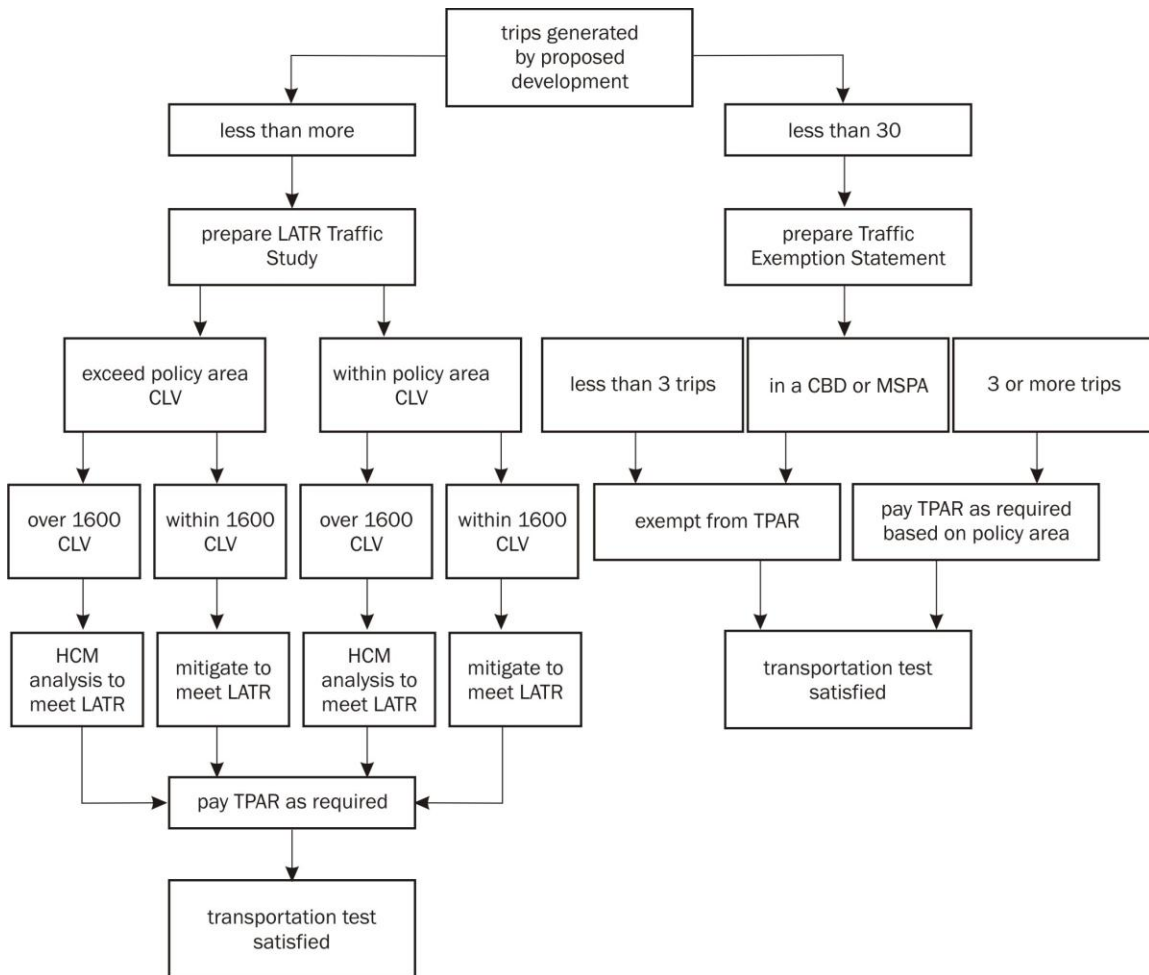 trips generated
by proposed
development
less than more
less than 30
prepare LATR Traffic
Study
prepare Traffic
Exemption Statement
exceed policy area
CLV
within policy area
CLV
less than 3 trips
in a CBD or MSPA
3 or more trips
over 1600
CLV
within 1600
CLV
over 1600
CLV
within 1600
CLV
exempt from TPAR
pay TPAR as required
based on policy area
HCM
analysis to
meet LATR
mitigate to
meet LATR
HCM
analysis to
meet LATR
mitigate to
meet LATR
transportation test
satisfied
pay TPAR as required
transportation test
satisfied